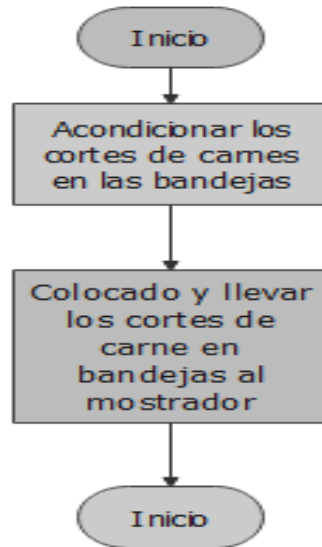 Inicio
Acondicionar los
cortes de carnes
en las bandejas
Colocado y llevar
los cortes de
carne en
bandejas al
mostrador
Inicio